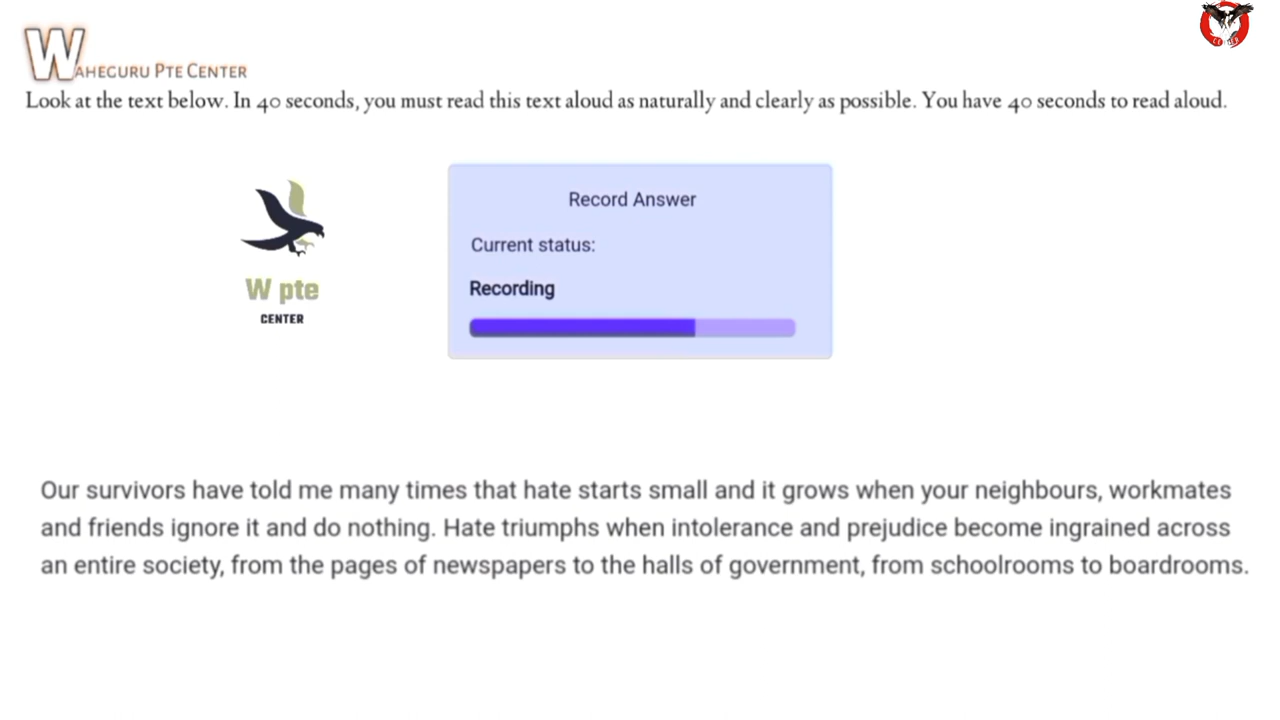 WAHEGURU PTE CENTER
Look at the text below. In 40 seconds, you must read this text aloud as naturally and clearly as possible. You have 40 seconds to read aloud.
Record Answer
Current status:
Recording
W pte
CENTER
Our survivors have told me many times that hate starts small and it grows when your neighbours, workmates
and friends ignore it and do nothing. Hate triumphs when intolerance and prejudice become ingrained across
an entire society, from the pages of newspapers to the halls of government, from schoolrooms to boardrooms.